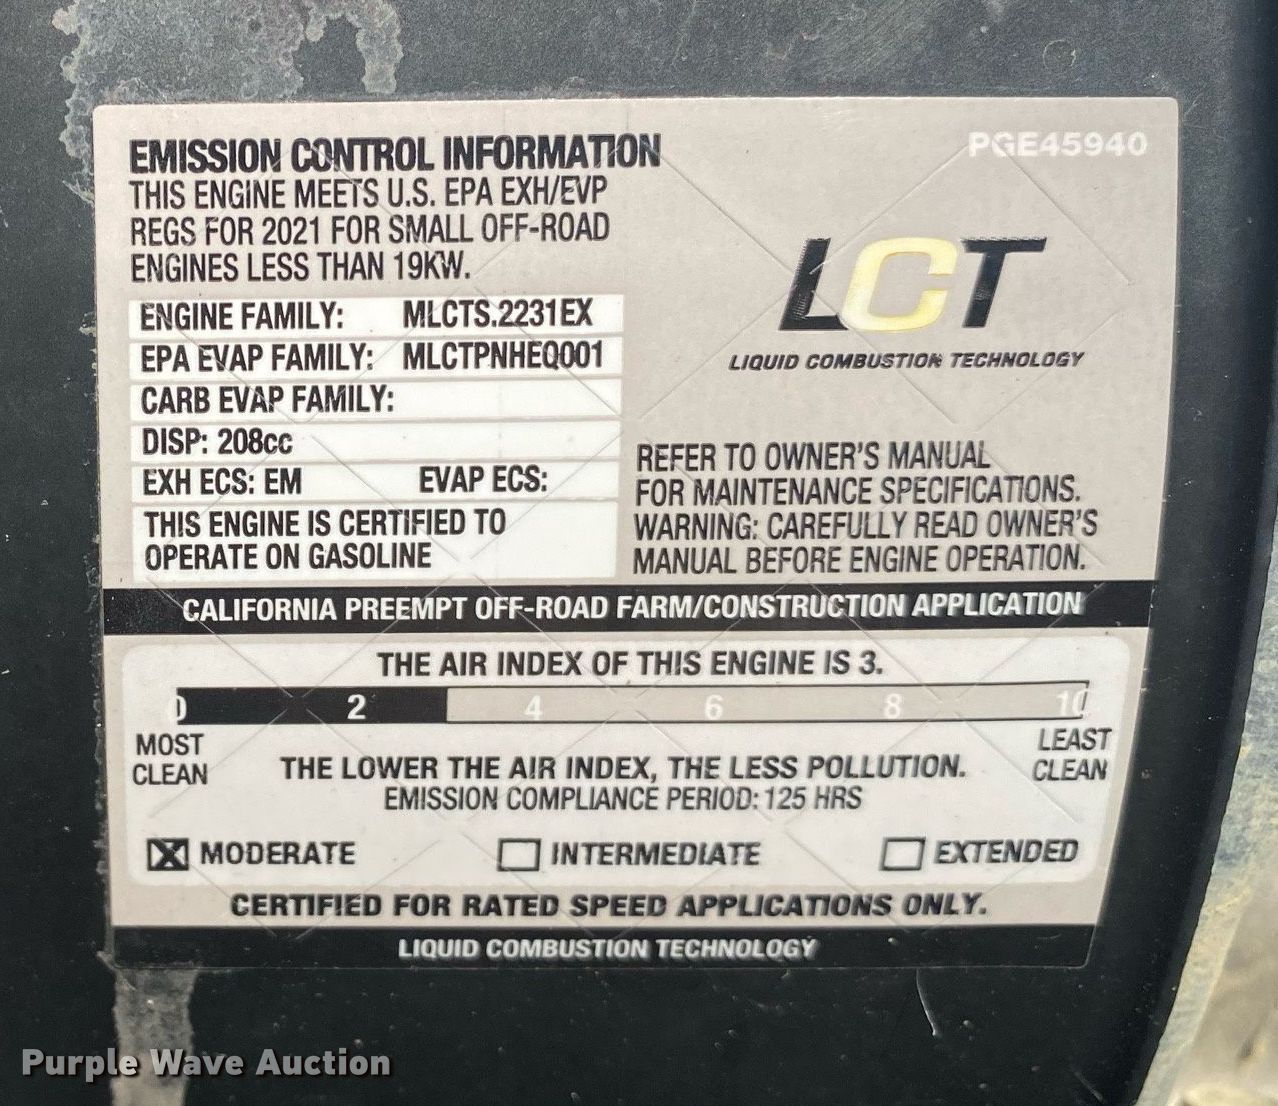 EMISSION CONTROL INFORMATION
THIS ENGINE MEETS U.S. EPA EXH/EVP
REGS FOR 2021 FOR SMALL OFF-ROAD
ENGINES LESS THAN 19KW.
PGE45940
LCT
LIQUID COMBUSTION TECHNOLOGY
ENGINE FAMILY: MLCTS.2231EX
EPA EVAP FAMILY: MLCTPNHEQ001
CARB EVAP FAMILY:
DISP: 208cc
EXH ECS: EM EVAP ECS:
THIS ENGINE IS CERTIFIED TO
OPERATE ON GASOLINE
REFER TO OWNER'S MANUAL
FOR MAINTENANCE SPECIFICATIONS.
WARNING: CAREFULLY READ OWNER'S
MANUAL BEFORE ENGINE OPERATION.
CALIFORNIA PREEMPT OFF-ROAD FARM/CONSTRUCTION APPLICATION
THE AIR INDEX OF THIS ENGINE IS 3.
0 2 4 6 8 10
MOST
CLEAN
LEAST
CLEAN
THE LOWER THE AIR INDEX, THE LESS POLLUTION.
EMISSION COMPLIANCE PERIOD: 125 HRS
MODERATE INTERMEDIATE EXTENDED
CERTIFIED FOR RATED SPEED APPLICATIONS ONLY.
LIQUID COMBUSTION TECHNOLOGY
Purple Wave Auction